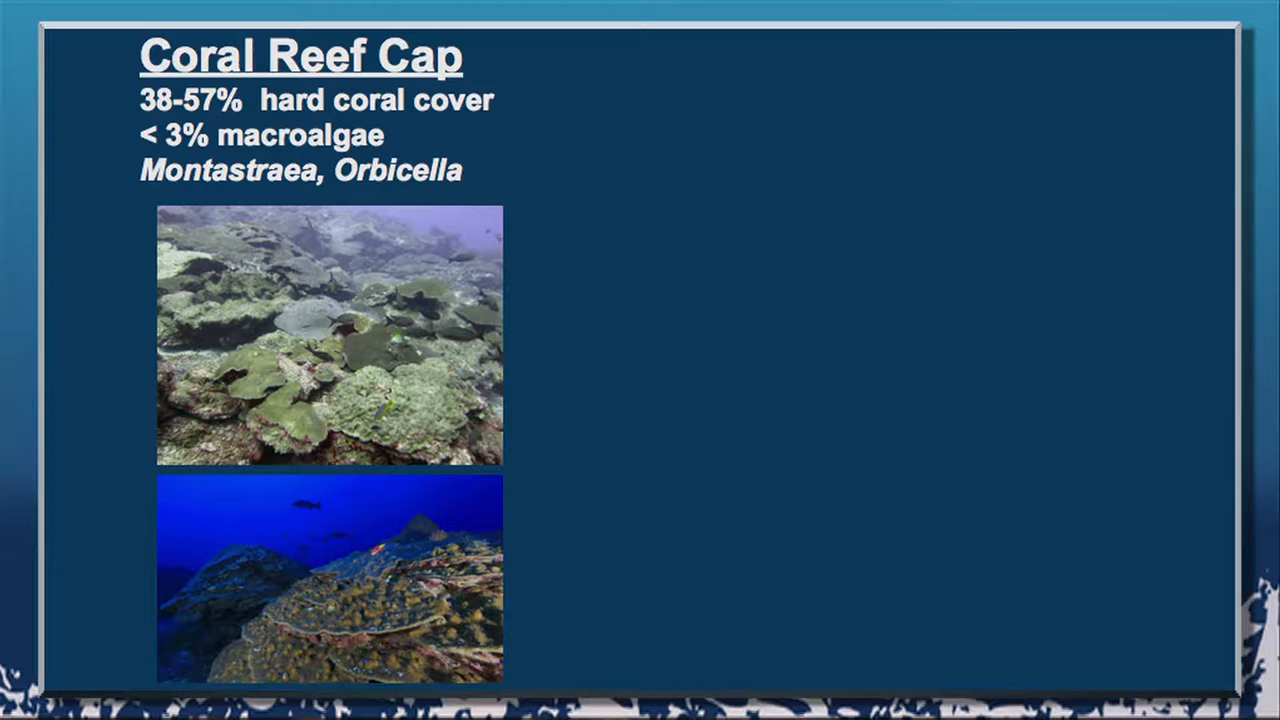 Coral Reef Cap
38-57% hard coral cover
< 3% macroalgae
Montastraea, Orbicella